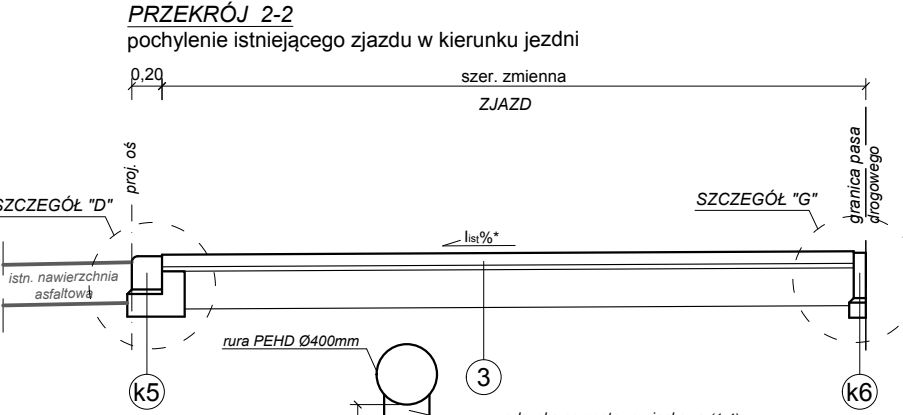 PRZEKRÓJ 2-2
pochylenie istniejącego zjazdu w kierunku jezdni
0,20
szer. zmienna
ZJAZD
proj. oś
granica pasa
drogowego
SZCZEGÓŁ "D"
SZCZEGÓŁ "G"
Iist%*
istn. nawierzchnia
asfaltowa
rura PEHD Ø400mm
k5
3
k6